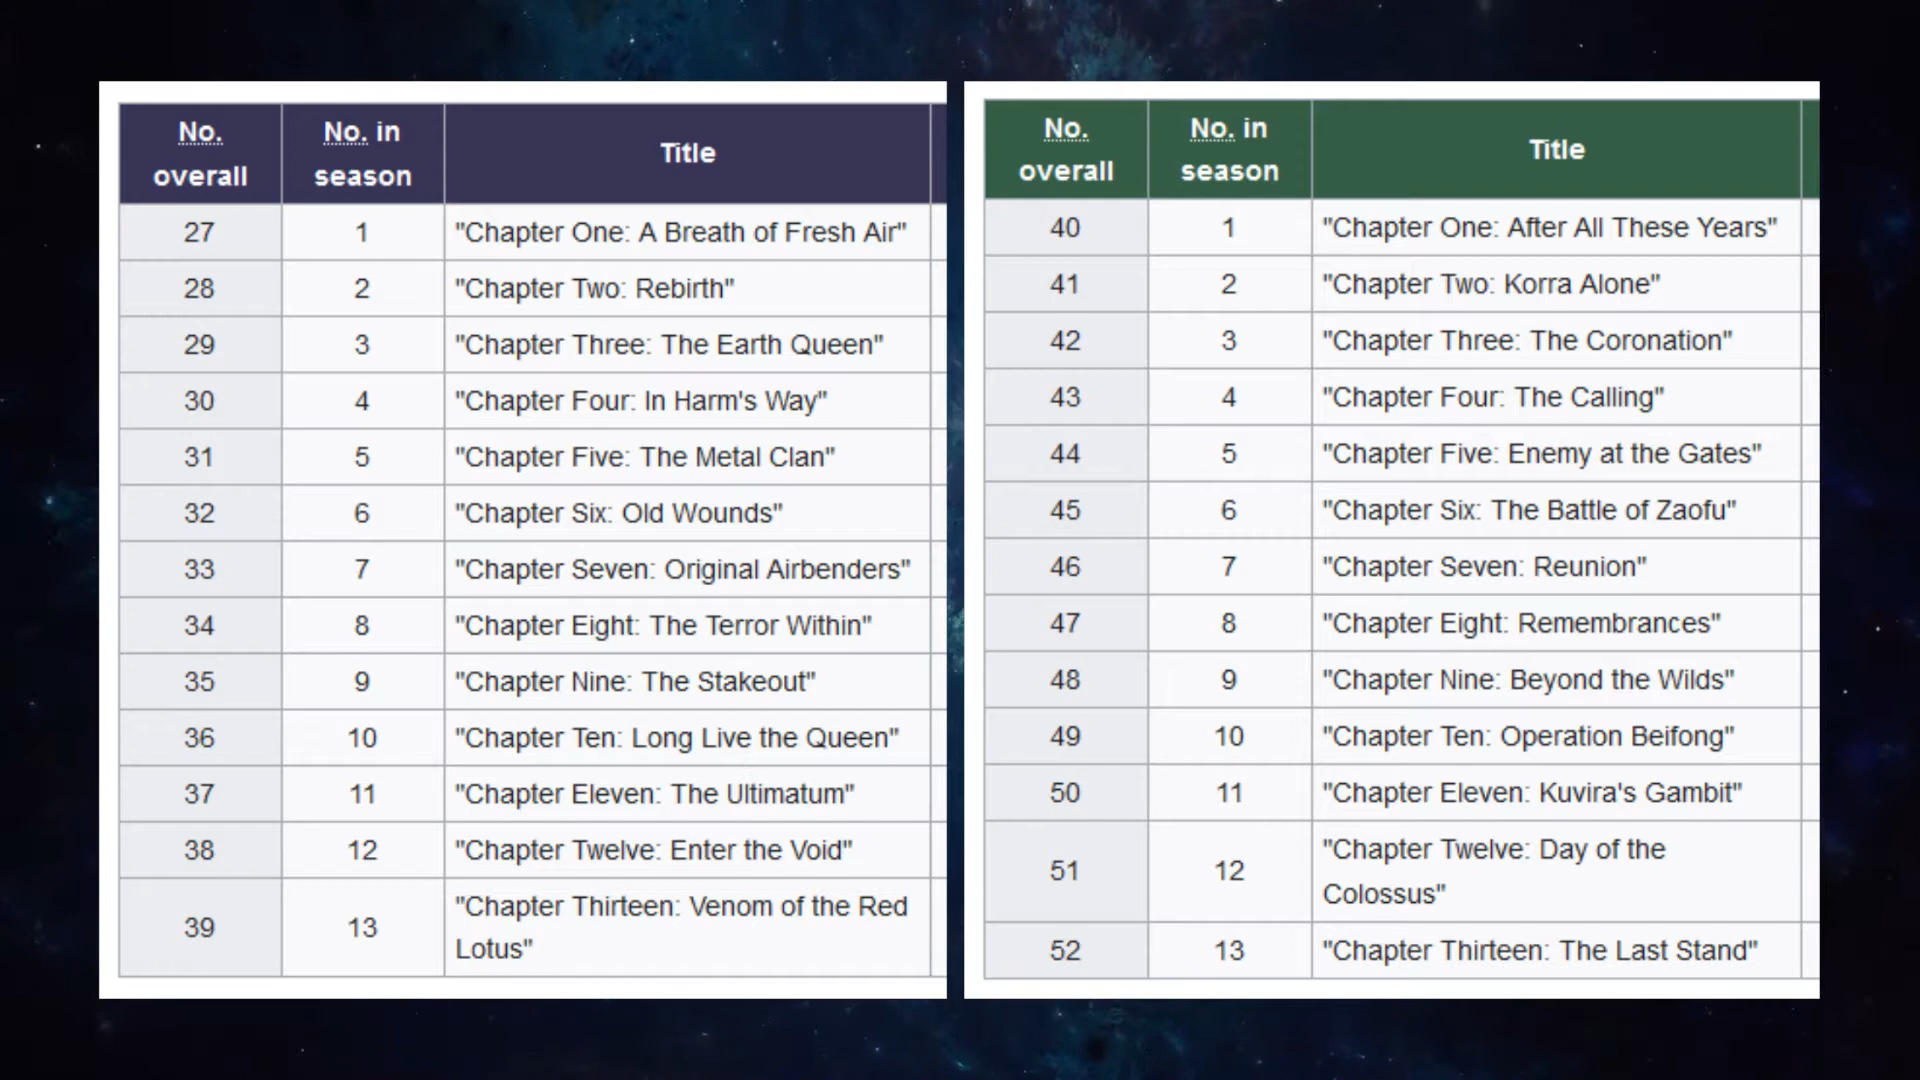 No. overall No. in season Title
27 1 "Chapter One: A Breath of Fresh Air"
28 2 "Chapter Two: Rebirth"
29 3 "Chapter Three: The Earth Queen"
30 4 "Chapter Four: In Harm's Way"
31 5 "Chapter Five: The Metal Clan"
32 6 "Chapter Six: Old Wounds"
33 7 "Chapter Seven: Original Airbenders"
34 8 "Chapter Eight: The Terror Within"
35 9 "Chapter Nine: The Stakeout"
36 10 "Chapter Ten: Long Live the Queen"
37 11 "Chapter Eleven: The Ultimatum"
38 12 "Chapter Twelve: Enter the Void"
39 13 "Chapter Thirteen: Venom of the Red
Lotus"
No. overall No. in season Title
40 1 "Chapter One: After All These Years"
41 2 "Chapter Two: Korra Alone"
42 3 "Chapter Three: The Coronation"
43 4 "Chapter Four: The Calling"
44 5 "Chapter Five: Enemy at the Gates"
45 6 "Chapter Six: The Battle of Zaofu"
46 7 "Chapter Seven: Reunion"
47 8 "Chapter Eight: Remembrances"
48 9 "Chapter Nine: Beyond the Wilds"
49 10 "Chapter Ten: Operation Beifong"
50 11 "Chapter Eleven: Kuvira's Gambit"
51 12 "Chapter Twelve: Day of the
Colossus"
52 13 "Chapter Thirteen: The Last Stand"